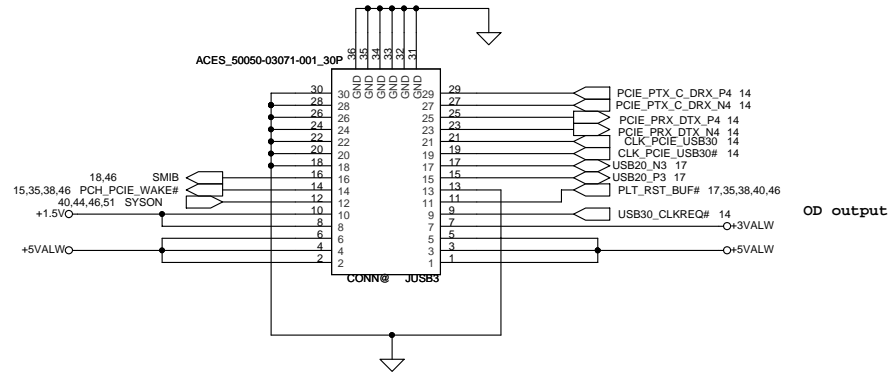 36 35 34 33 32 31
ACES_50050-03071-001_30P
GND GND GND GND GND GND
30 30 29 29 PCIE_PTX_C_DRX_P4 14
28 28 27 27 PCIE_PTX_C_DRX_N4 14
26 26 25 25 PCIE_PRX_DTX_P4 14
24 24 23 23 PCIE_PRX_DTX_N4 14
22 22 21 21 CLK_PCIE_USB30 14
20 20 19 19 CLK_PCIE_USB30# 14
18 18 17 17 USB20_N3 17
18,46 SMIB 16 16 15 15 USB20_P3 17
15,35,38,46 PCH_PCIE_WAKE# 14 14 13 13 PLT_RST_BUF# 17,35,38,40,46
40,44,46,51 SYSON 12 12 11 11
+1.5V 10 10 9 9 USB30_CLKREQ# 14 OD output
8 8 7 7 +3VALW
6 6 5 5
+5VALW 4 4 3 3 +5VALW
2 2 1 1
CONN@ JUSB3